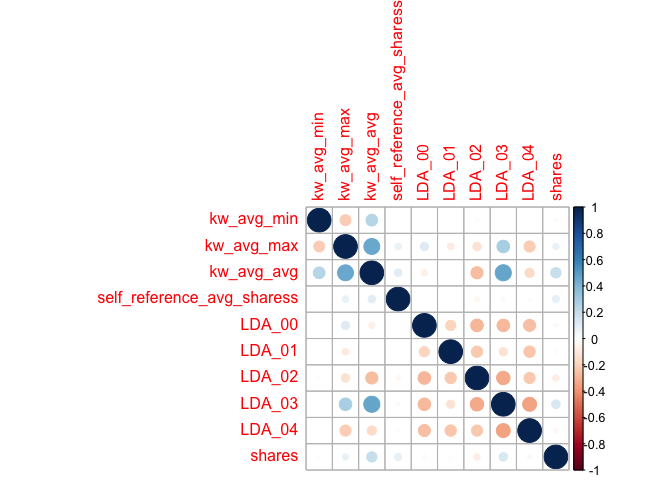 kw_avg_min
kw_avg_max
kw_avg_avg
self_reference_avg_sharess
LDA_00
LDA_01
LDA_02
LDA_03
LDA_04
shares
kw_avg_min
kw_avg_max
kw_avg_avg
self_reference_avg_sharess
LDA_00
LDA_01
LDA_02
LDA_03
LDA_04
shares
1
0.8
0.6
0.4
0.2
0
-0.2
-0.4
-0.6
-0.8
-1